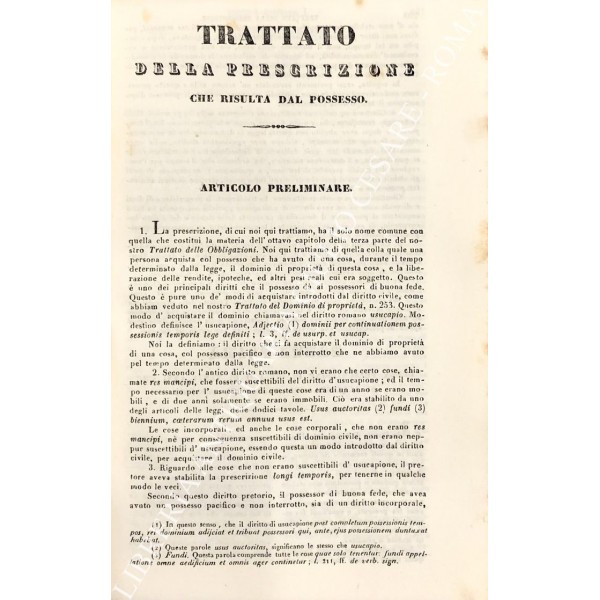 TRATTATO
DELLA PRESCRIZIONE
CHE RISULTA DAL POSSESSO.
ARTICOLO PRELIMINARE.
1. La prescrizione, di cui noi qui trattiamo, ha il solo nome comune con
quella che costituì la materia dell'ottavo capitolo della terza parte del no-
stro Trattato delle Obbligazioni. Noi qui trattiamo di quella colla quale una
persona acquista col possesso che ha avuto di una cosa, durante il tempo
determinato dalla legge, il dominio di proprietà di questa cosa, e la libe-
razione delle rendite, ipoteche, ed altri pesi cui era soggetto. Questo
è uno dei principali diritti che il possesso dà ai possessori di buona fede.
Questo è pure uno de' modi di acquistare introdotti dal diritto civile, come
abbiam veduto nel nostro Trattato del Dominio di proprietà, n. 253. Questo
modo d'acquistar il dominio chiamavasi nel diritto romano usucapio. Mo-
destino definisce l'usucapione, Adjectio (1) dominii per continuationem pos-
sessionis temporis lege definiti; l. 3, ff. de usurp. et usucap.
Noi la definiamo: il diritto che ci fa acquistare il dominio di proprietà
di una cosa, col possesso pacifico e non interrotto che ne abbiamo avuto
pel tempo determinato dalla legge.
2. Secondo l'antico diritto romano, non vi erano che certe cose, chia-
mate res mancipi, che fossero suscettibili del diritto d'usucapione; ed il tem-
po necessario per l'usucapione di queste cose era di un anno se erano mo-
bili, e di due anni solamente se erano immobili. Ciò era stabilito da uno
degli articoli delle leggi delle dodici tavole. Usus auctoritas (2) fundi (3)
biennium, cæterarum rerum annuus usus est.
Le cose incorporali, ed anche le cose corporali, che non erano res
mancipi, nè per conseguenza suscettibili di dominio civile, non erano nep-
pur suscettibili d'usucapione, essendo questa un modo introdotto dal diritto
civile, per acquistare il dominio civile.
3. Riguardo alle cose che non erano suscettibili d'usucapione, il pre-
tore aveva stabilita la prescrizione longi temporis, per tenerne in qualche
modo le veci.
Secondo questo diritto pretorio, il possessor di buona fede, che avea
avuto un possesso pacifico e non interrotto, sia di un diritto incorporale,
(1) In questo senso, che il diritto di usucapione post completum possessionis tem-
pus, rei dominium adjiciat et tribuat possessori qui, ante, ejus possessionem duntaxat
habebat.
(2) Queste parole usus auctoritas, significano lo stesso che usucapio.
(3) Fundi. Questa parola comprende tutte le cose quae solo tenentur: fundi appel-
latione omne aedificium et omnis ager continetur; l. 211, ff. de verb. sign.